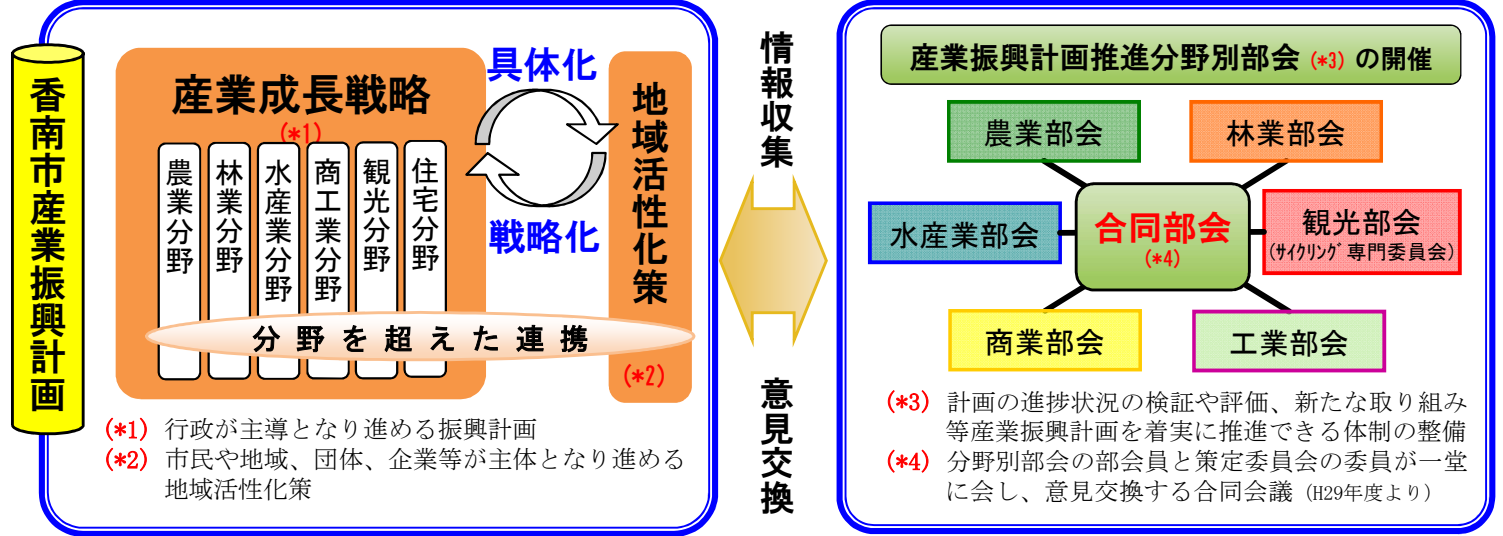 香南市産業振興計画
産業成長戦略
(*1)
農業分野
林業分野
水産業分野
商工業分野
観光分野
住宅分野
具体化
戦略化
地域活性化策
(*2)
分野を超えた連携
(*1) 行政が主導となり進める振興計画
(*2) 市民や地域、団体、企業等が主体となり進める
地域活性化策
情報収集
意見交換
産業振興計画推進分野別部会 (*3) の開催
農業部会
林業部会
水産業部会
合同部会
(*4)
観光部会
(ｻｲｸﾘﾝｸﾞ専門委員会)
商業部会
工業部会
(*3) 計画の進捗状況の検証や評価、新たな取り組み
等産業振興計画を着実に推進できる体制の整備
(*4) 分野別部会の部会員と策定委員会の委員が一堂
に会し、意見交換する合同会議 (H29年度より)